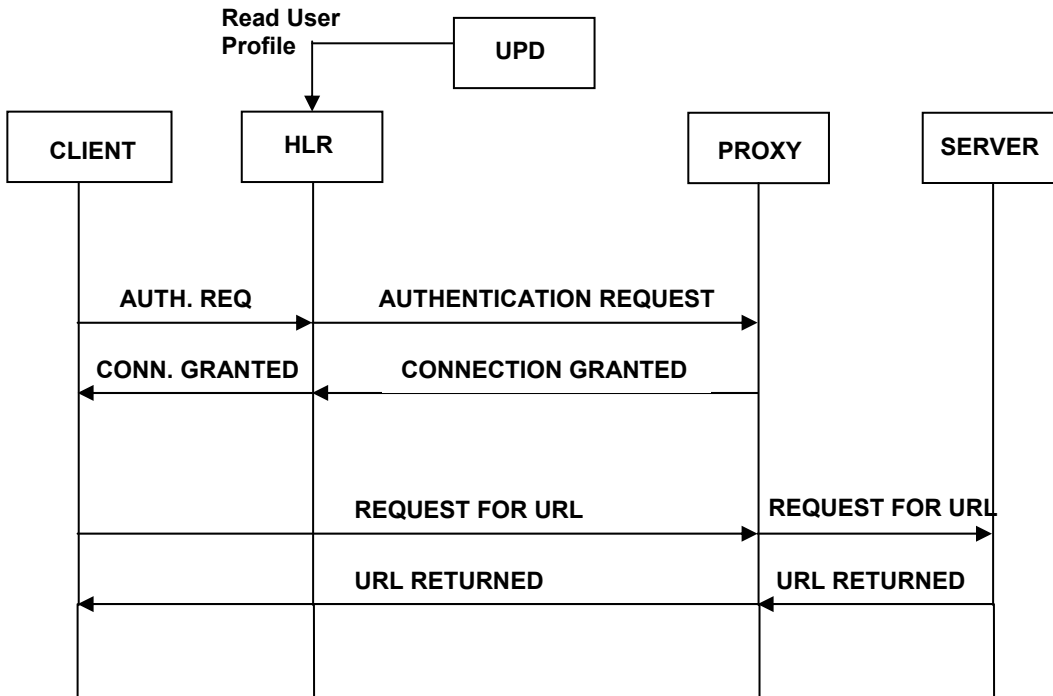 Read User
Profile
UPD
CLIENT
HLR
PROXY
SERVER
AUTH. REQ
AUTHENTICATION REQUEST
CONN. GRANTED
CONNECTION GRANTED
REQUEST FOR URL
REQUEST FOR URL
URL RETURNED
URL RETURNED